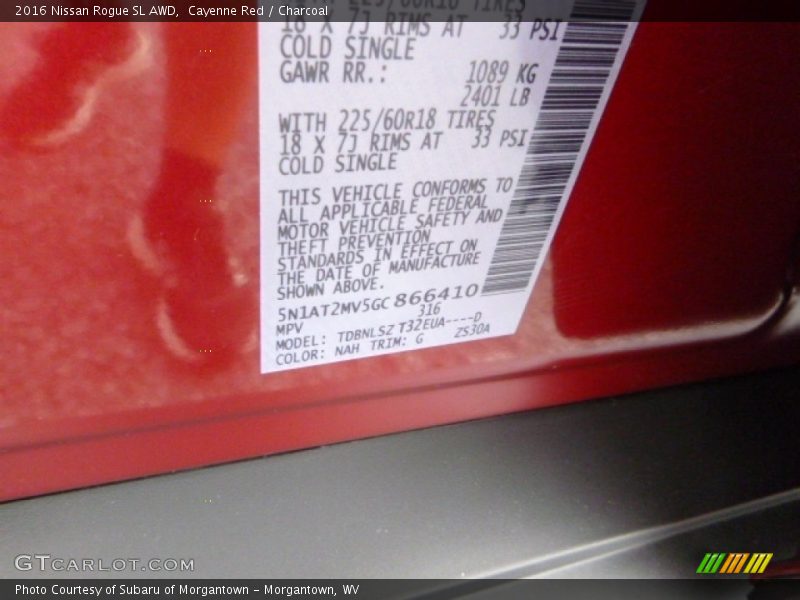 2016 Nissan Rogue SL AWD, Cayenne Red / Charcoal
225/60R18 TIRES
18 X 7J RIMS AT 33 PSI
COLD SINGLE
GAWR RR.: 1089 KG
2401 LB
WITH 225/60R18 TIRES
18 X 7J RIMS AT 33 PSI
COLD SINGLE
THIS VEHICLE CONFORMS TO
ALL APPLICABLE FEDERAL
MOTOR VEHICLE SAFETY AND
THEFT PREVENTION
STANDARDS IN EFFECT ON
THE DATE OF MANUFACTURE
SHOWN ABOVE.
5N1AT2MV5GC866410
MPV 316
MODEL: TDBNLSZ T32EUA----D
COLOR: NAH TRIM: G ZS30A
GTCARLOT.COM
Photo Courtesy of Subaru of Morgantown - Morgantown, WV